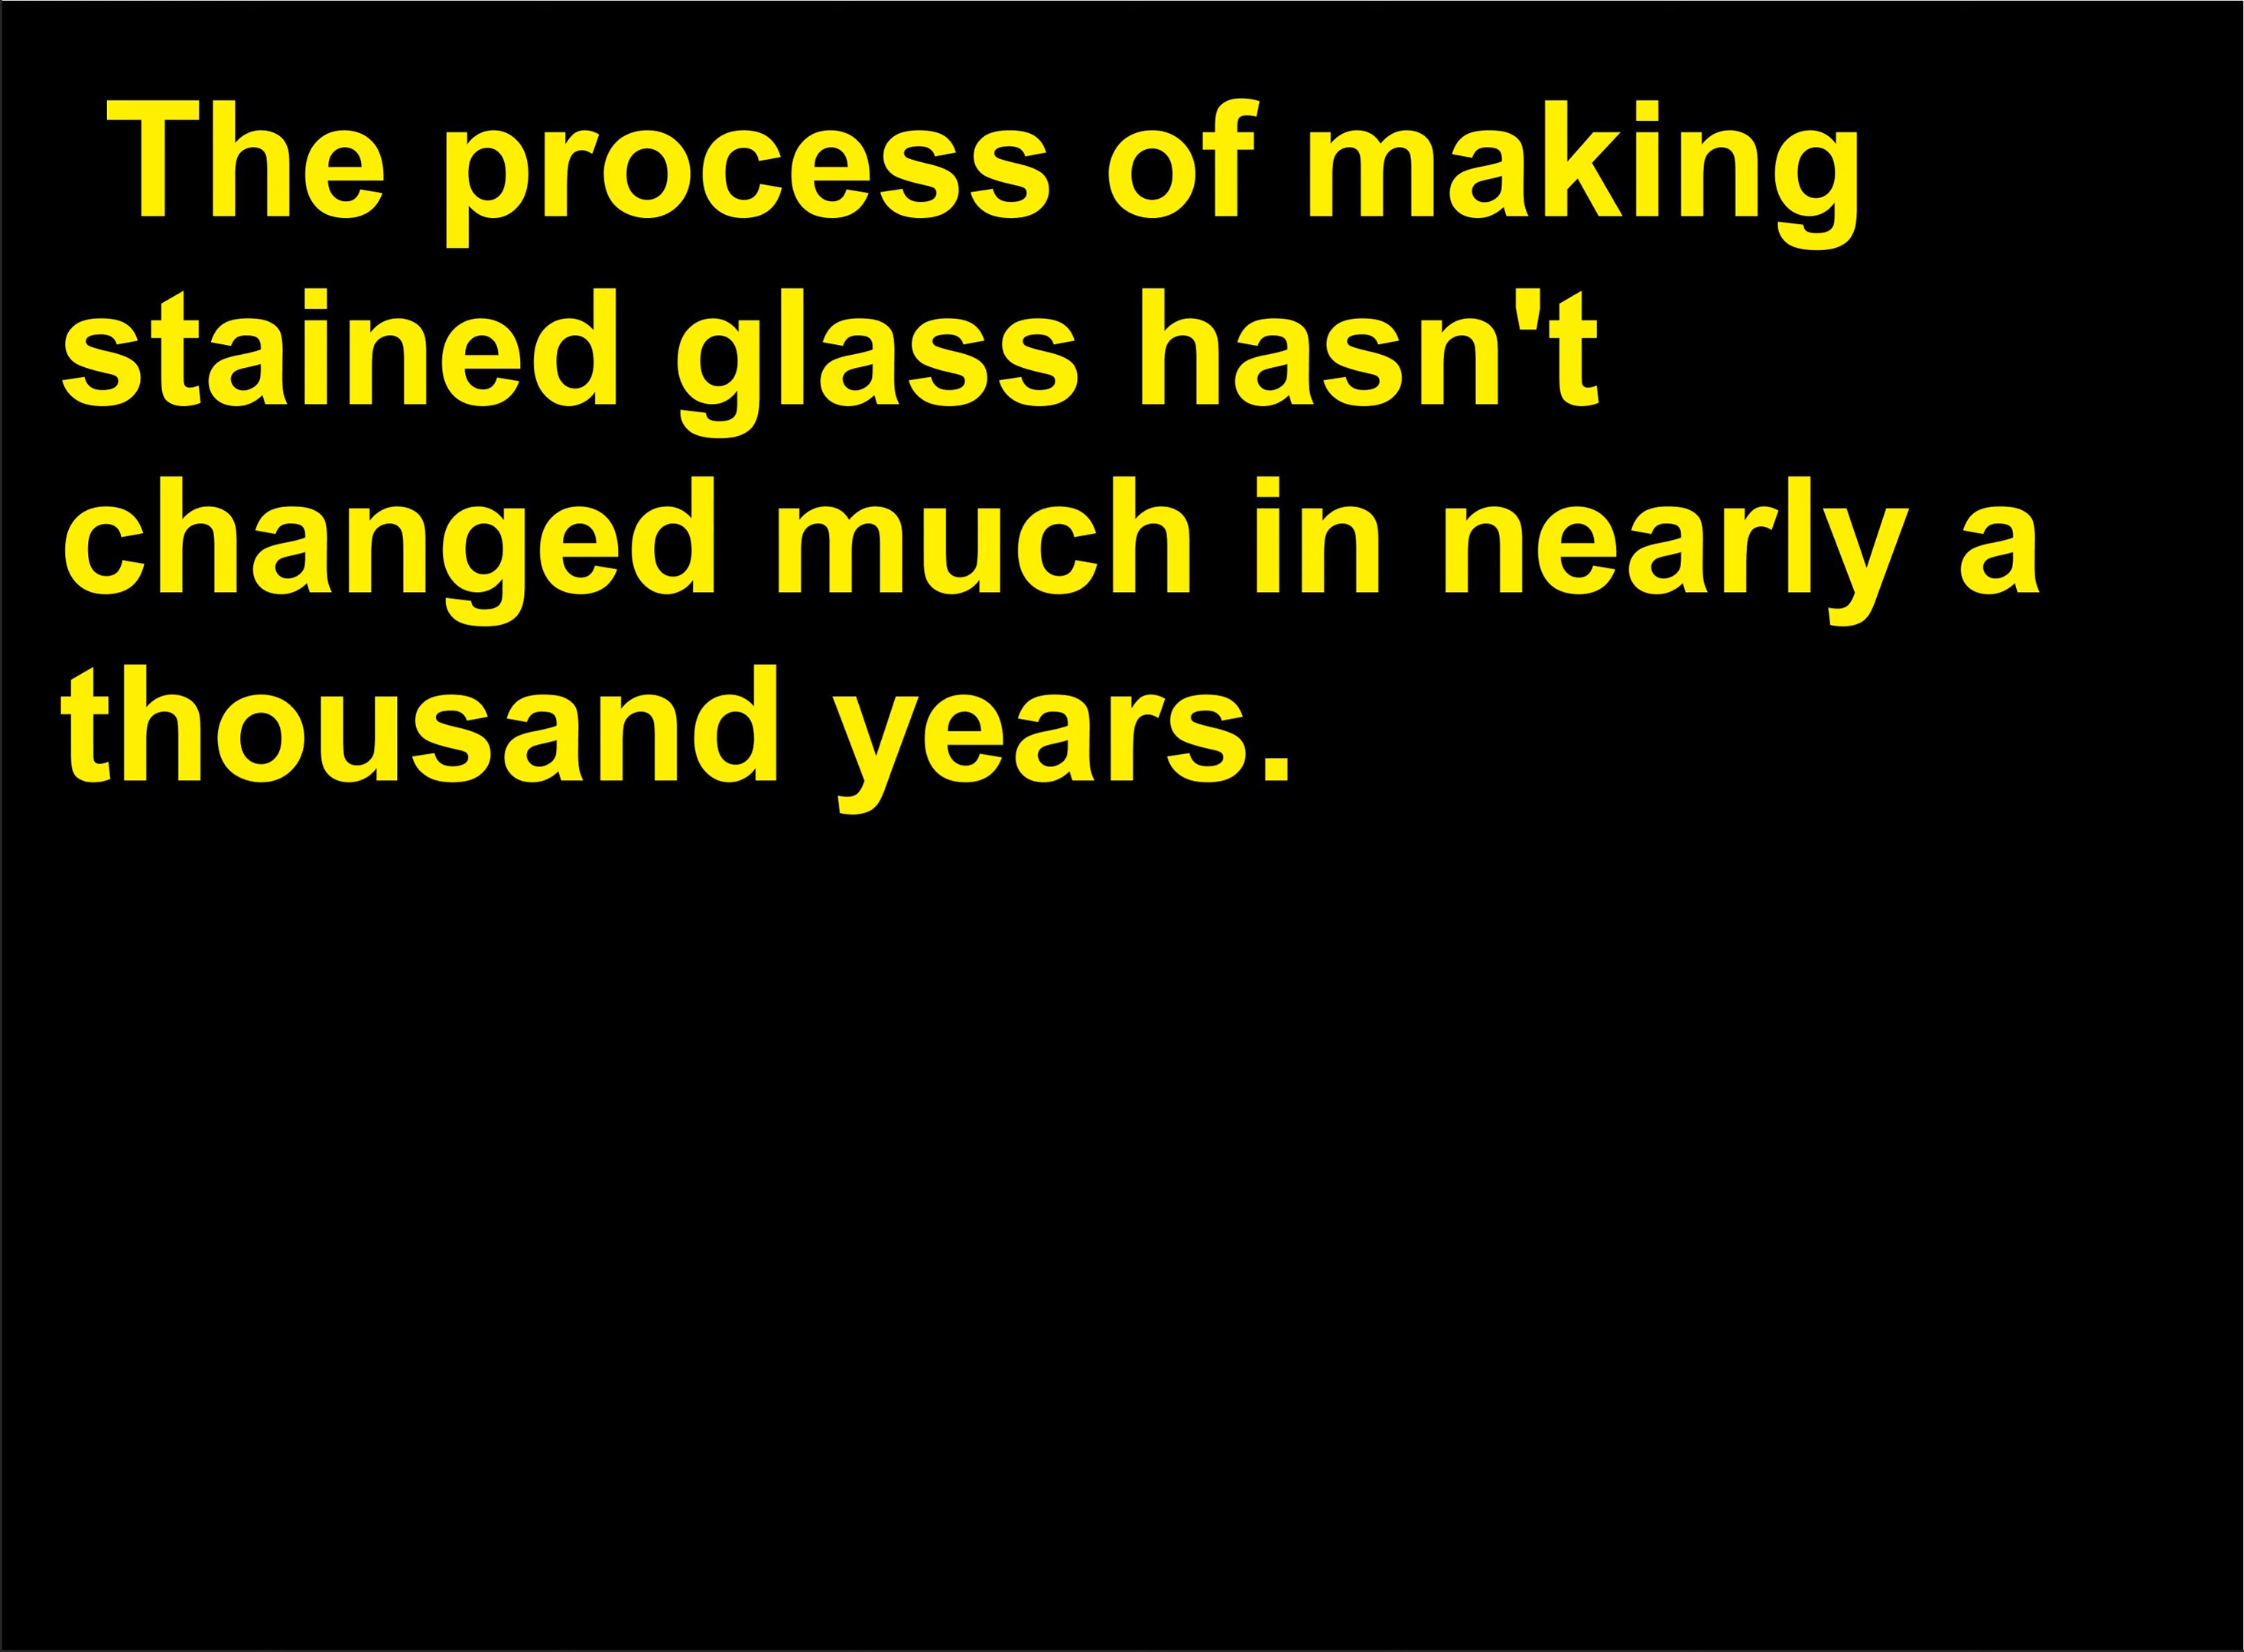 The process of making
stained glass hasn't
changed much in nearly a
thousand years.